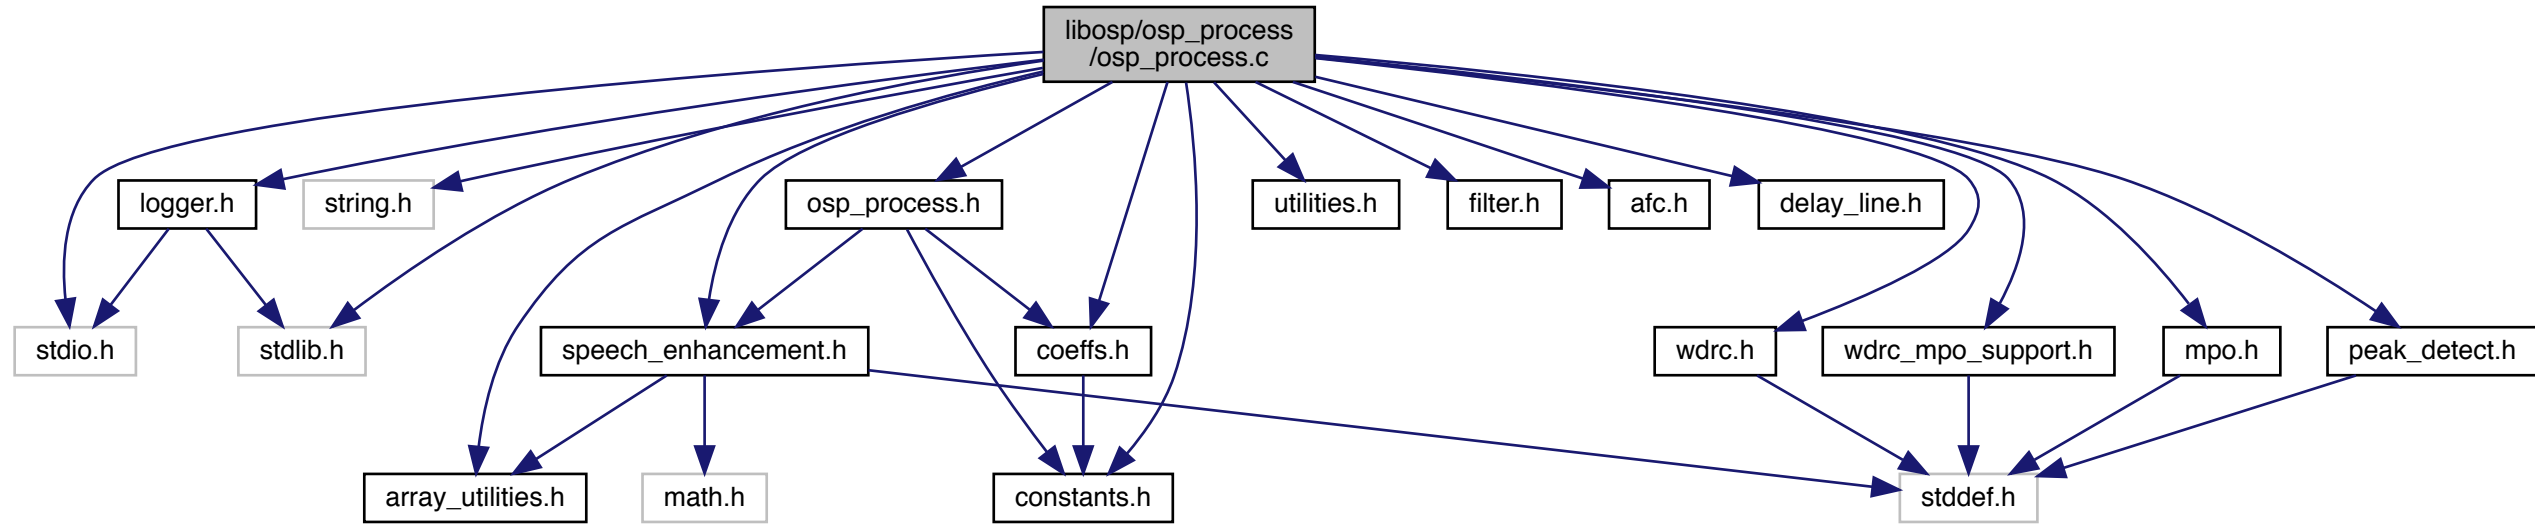 libosp/osp_process
/osp_process.c
logger.h
string.h
osp_process.h
utilities.h
filter.h
afc.h
delay_line.h
stdio.h
stdlib.h
speech_enhancement.h
coeffs.h
wdrc.h
wdrc_mpo_support.h
mpo.h
peak_detect.h
array_utilities.h
math.h
constants.h
stddef.h